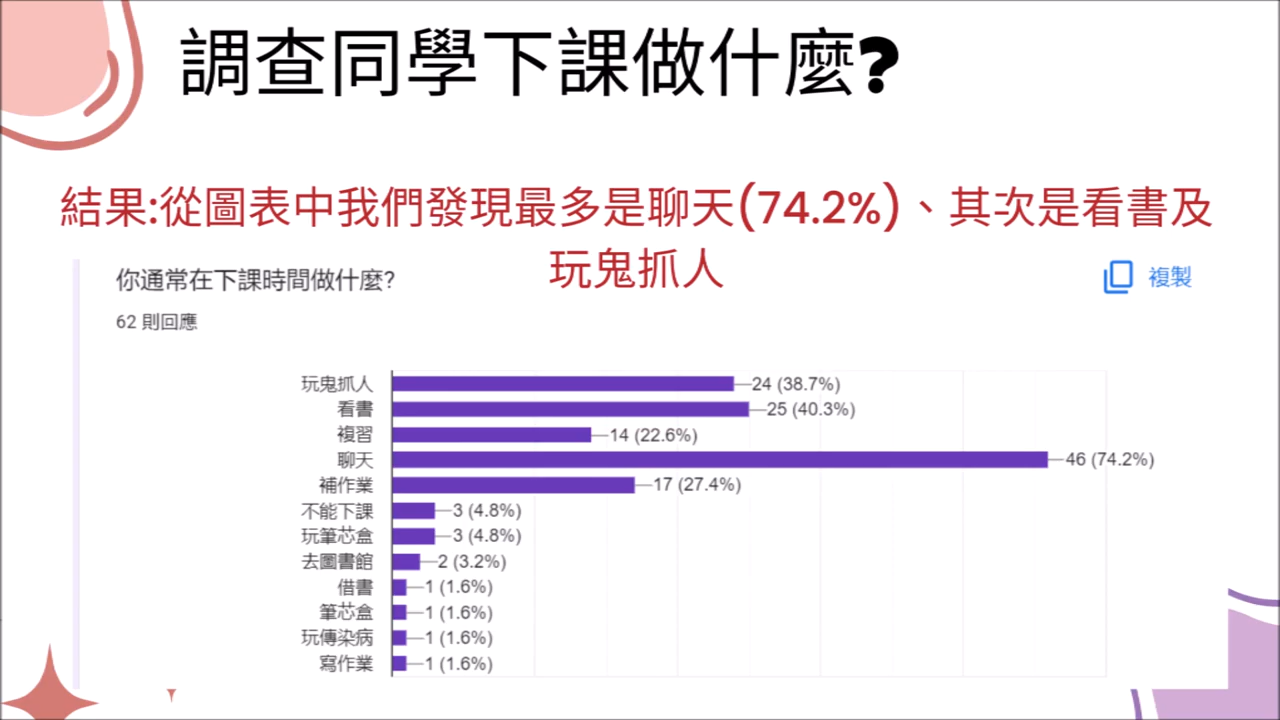 調查同學下課做什麼?
結果:從圖表中我們發現最多是聊天(74.2%)、其次是看書及
玩鬼抓人
你通常在下課時間做什麼?
複製
62 則回應
玩鬼抓人 24 (38.7%)
看書 25 (40.3%)
複習 14 (22.6%)
聊天 46 (74.2%)
補作業 17 (27.4%)
不能下課 3 (4.8%)
玩筆芯盒 3 (4.8%)
去圖書館 2 (3.2%)
借書 1 (1.6%)
筆芯盒 1 (1.6%)
玩傳染病 1 (1.6%)
寫作業 1 (1.6%)